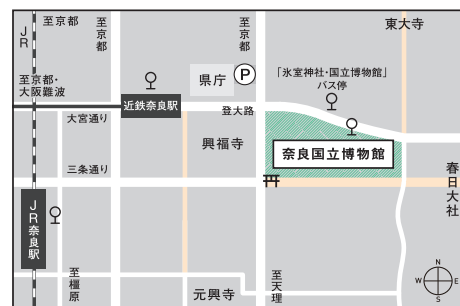 JR
至京都
至京都
至京都
東大寺
至京都・
大阪難波
県庁
P
「氷室神社・国立博物館」
バス停
近鉄奈良駅
登大路
大宮通り
興福寺
奈良国立博物館
三条通り
春日大社
JR奈良駅
至橿原
元興寺
至天理
N
W
E
S